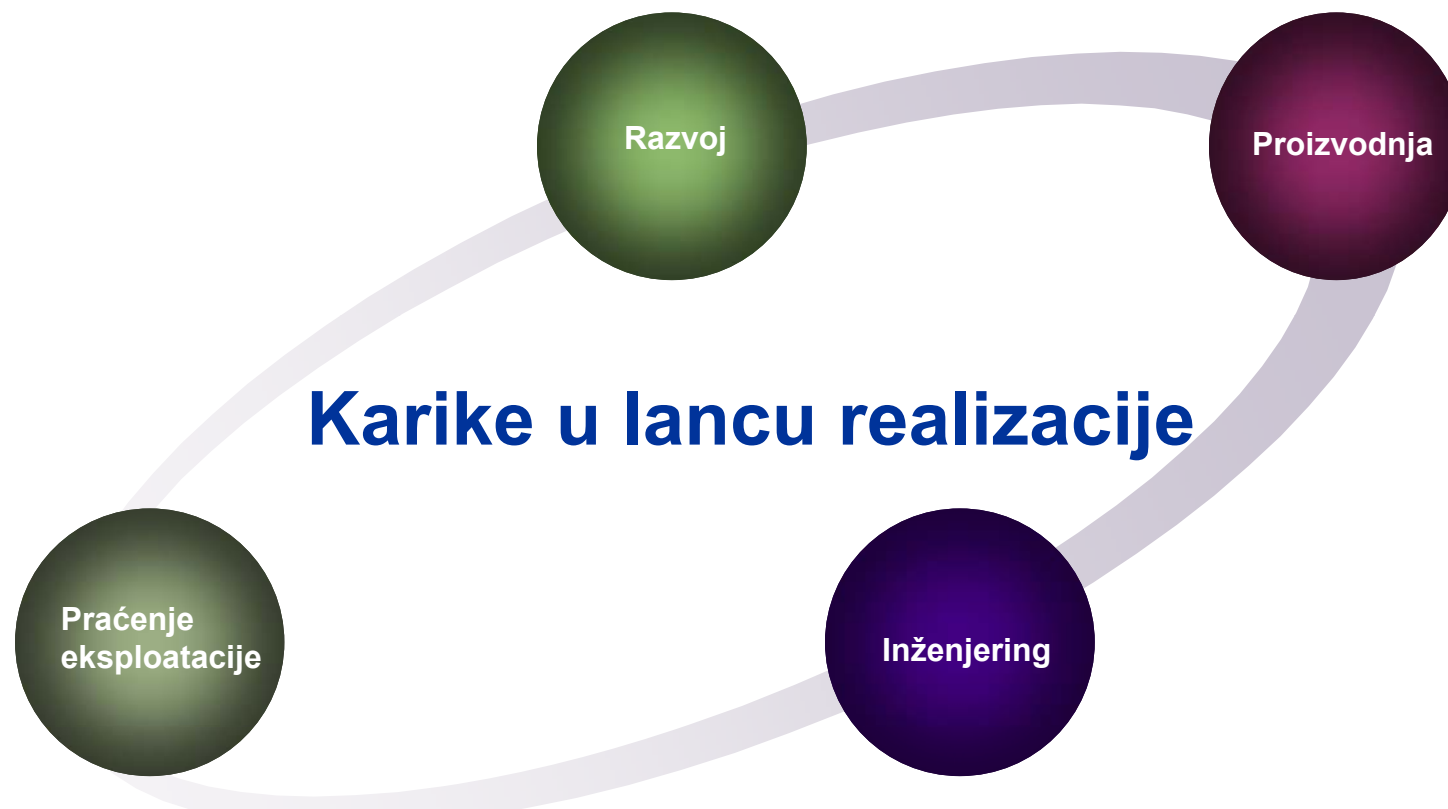 Razvoj
Proizvodnja
Karike u lancu realizacije
Praćenje
eksploatacije
Inženjering